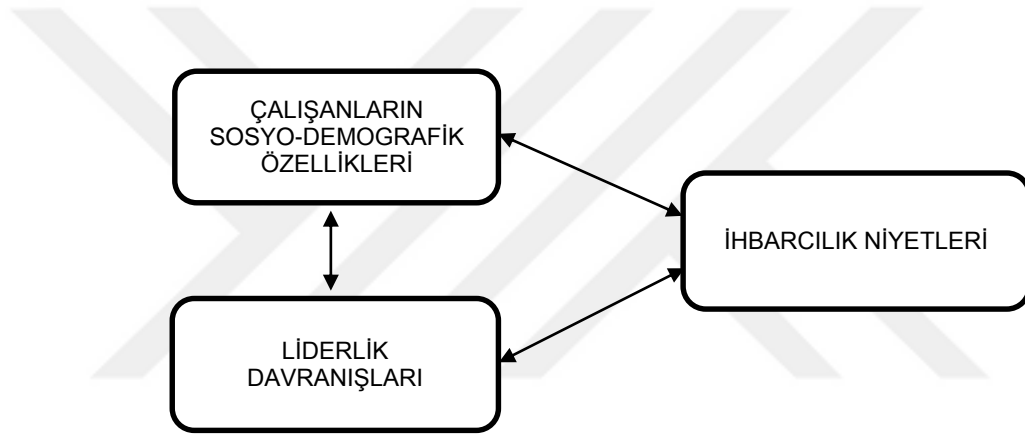 ÇALIŞANLARIN
SOSYO-DEMOGRAFİK
ÖZELLİKLERİ
İHBARCILIK NİYETLERİ
LİDERLİK
DAVRANIŞLARI